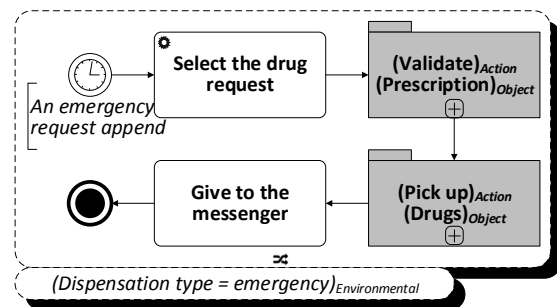 Select the drug
request
(Validate)Action
(Prescription)Object
An emergency
request append
Give to the
messenger
(Pick up)Action
(Drugs)Object
(Dispensation type = emergency)Environmental